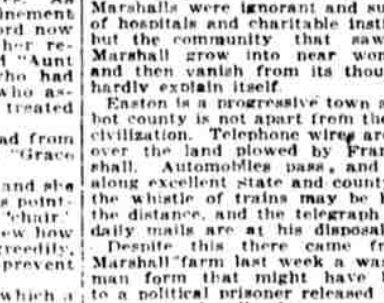 inement
ord now
her re-
"Aunt
who had
who as-
treated
ad from
"Grace
and she
s point-
'chair.'
ew how
greedily,
prevent
which a
Marshalls were ignorant and su
of hospitals and charitable insti
but the community that saw
Marshall grow into near wom
and then vanish from its thou
hardly explain itself.
Easton is a progressive town a
bot county is not apart from the
civilization. Telephone wires are
over the land plowed by Fran
shall. Automobiles pass, and
along excellent state and county
the whistle of trains may be h
the distance, and the telegraph
daily mails are at his disposal
Despite this there came fr
Marshall farm last week a was
man form that might have
to a political prisoner released